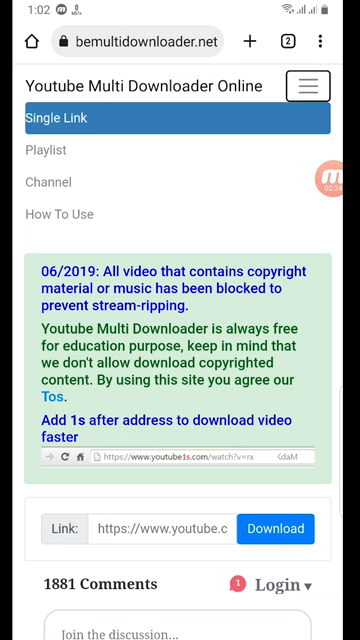 1:02
bemultidownloader.net
2
Youtube Multi Downloader Online
Single Link
Playlist
Channel
How To Use
02:24
06/2019: All video that contains copyright
material or music has been blocked to
prevent stream-ripping.
Youtube Multi Downloader is always free
for education purpose, keep in mind that
we don't allow download copyrighted
content. By using this site you agree our
Tos.
Add 1s after address to download video
faster
https://www.youtube1s.com/watch?v=rx
Link:
https://www.youtube.c
Download
1881 Comments
1
Login
Join the discussion...